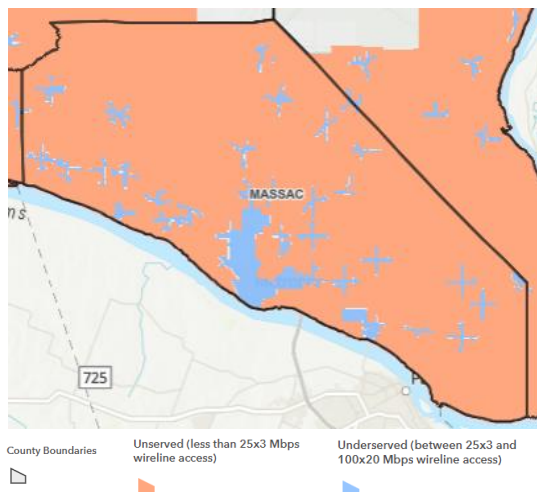 MASSAC
ms
725
P
County Boundaries
Unserved (less than 25x3 Mbps
wireline access)
Underserved (between 25x3 and
100x20 Mbps wireline access)